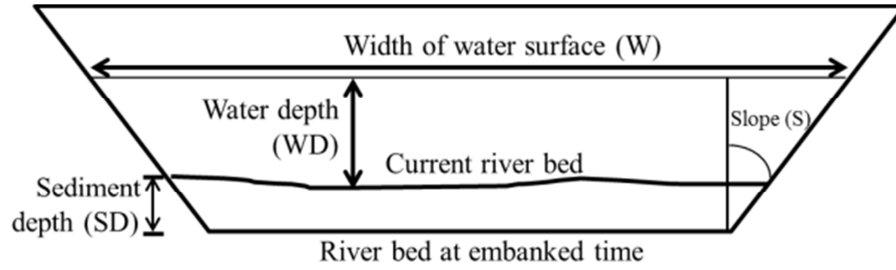 Width of water surface (W)
Water depth
(WD)
Slope (S)
Current river bed
Sediment
depth (SD)
River bed at embanked time